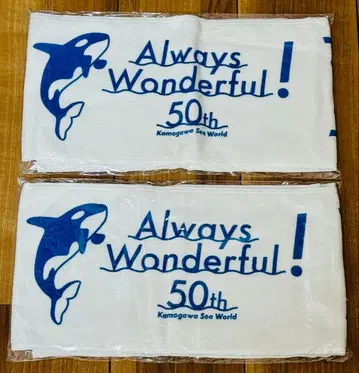 Always
Wonderful!
50th
Kamogawa Sea World
Always
Wonderful!
50th
Kamogawa Sea World